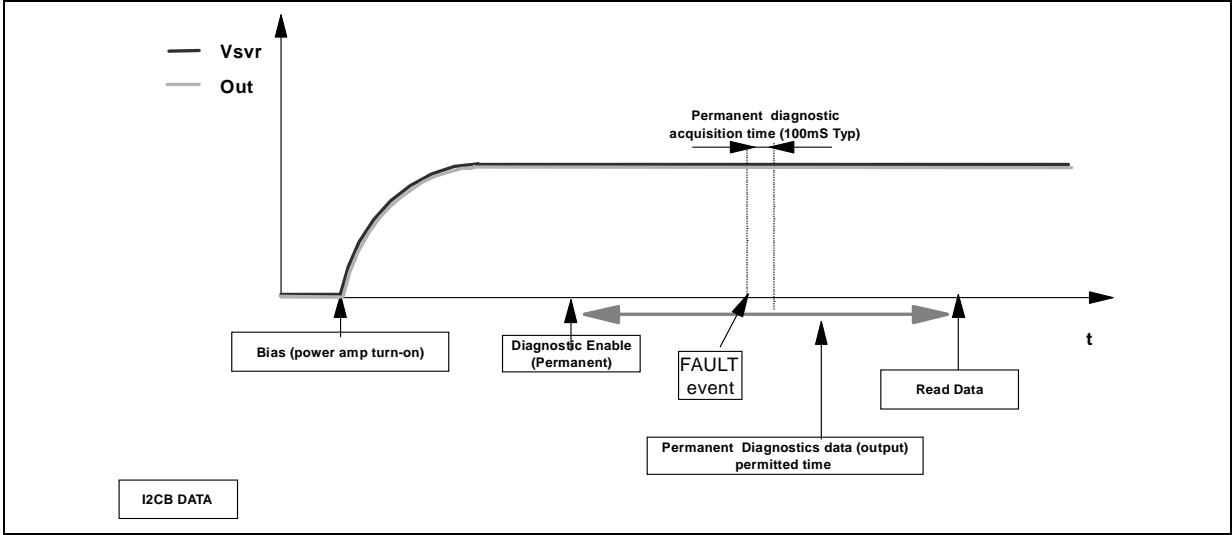 Vsvr
Out
Permanent diagnostic
acquisition time (100mS Typ)
t
Bias (power amp turn-on)
Diagnostic Enable
(Permanent)
FAULT
event
Read Data
Permanent Diagnostics data (output)
permitted time
I2CB DATA